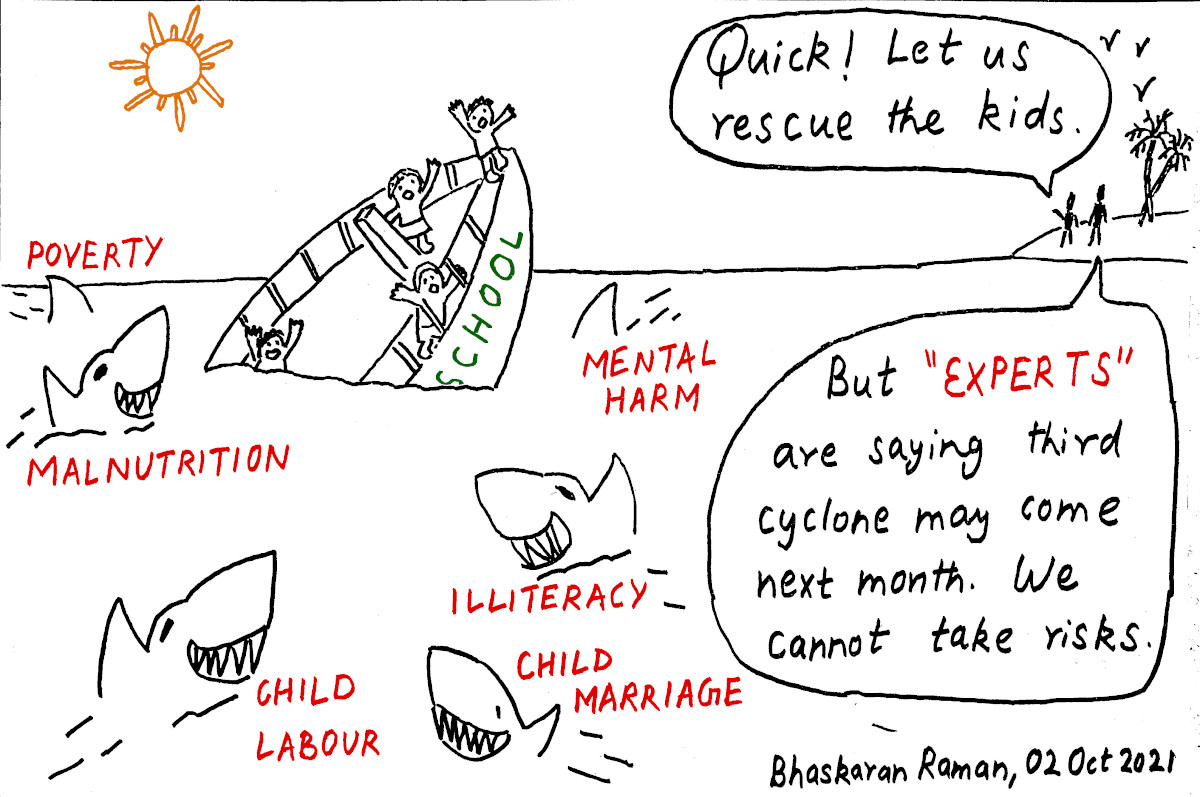 Quick! Let us
rescue the kids.
SCHOOL
POVERTY
MALNUTRITION
MENTAL
HARM
ILLITERACY
CHILD
LABOUR
CHILD
MARRIAGE
But "EXPERTS"
are saying third
cyclone may come
next month. We
cannot take risks.
Bhaskaran Raman, 02 Oct 2021